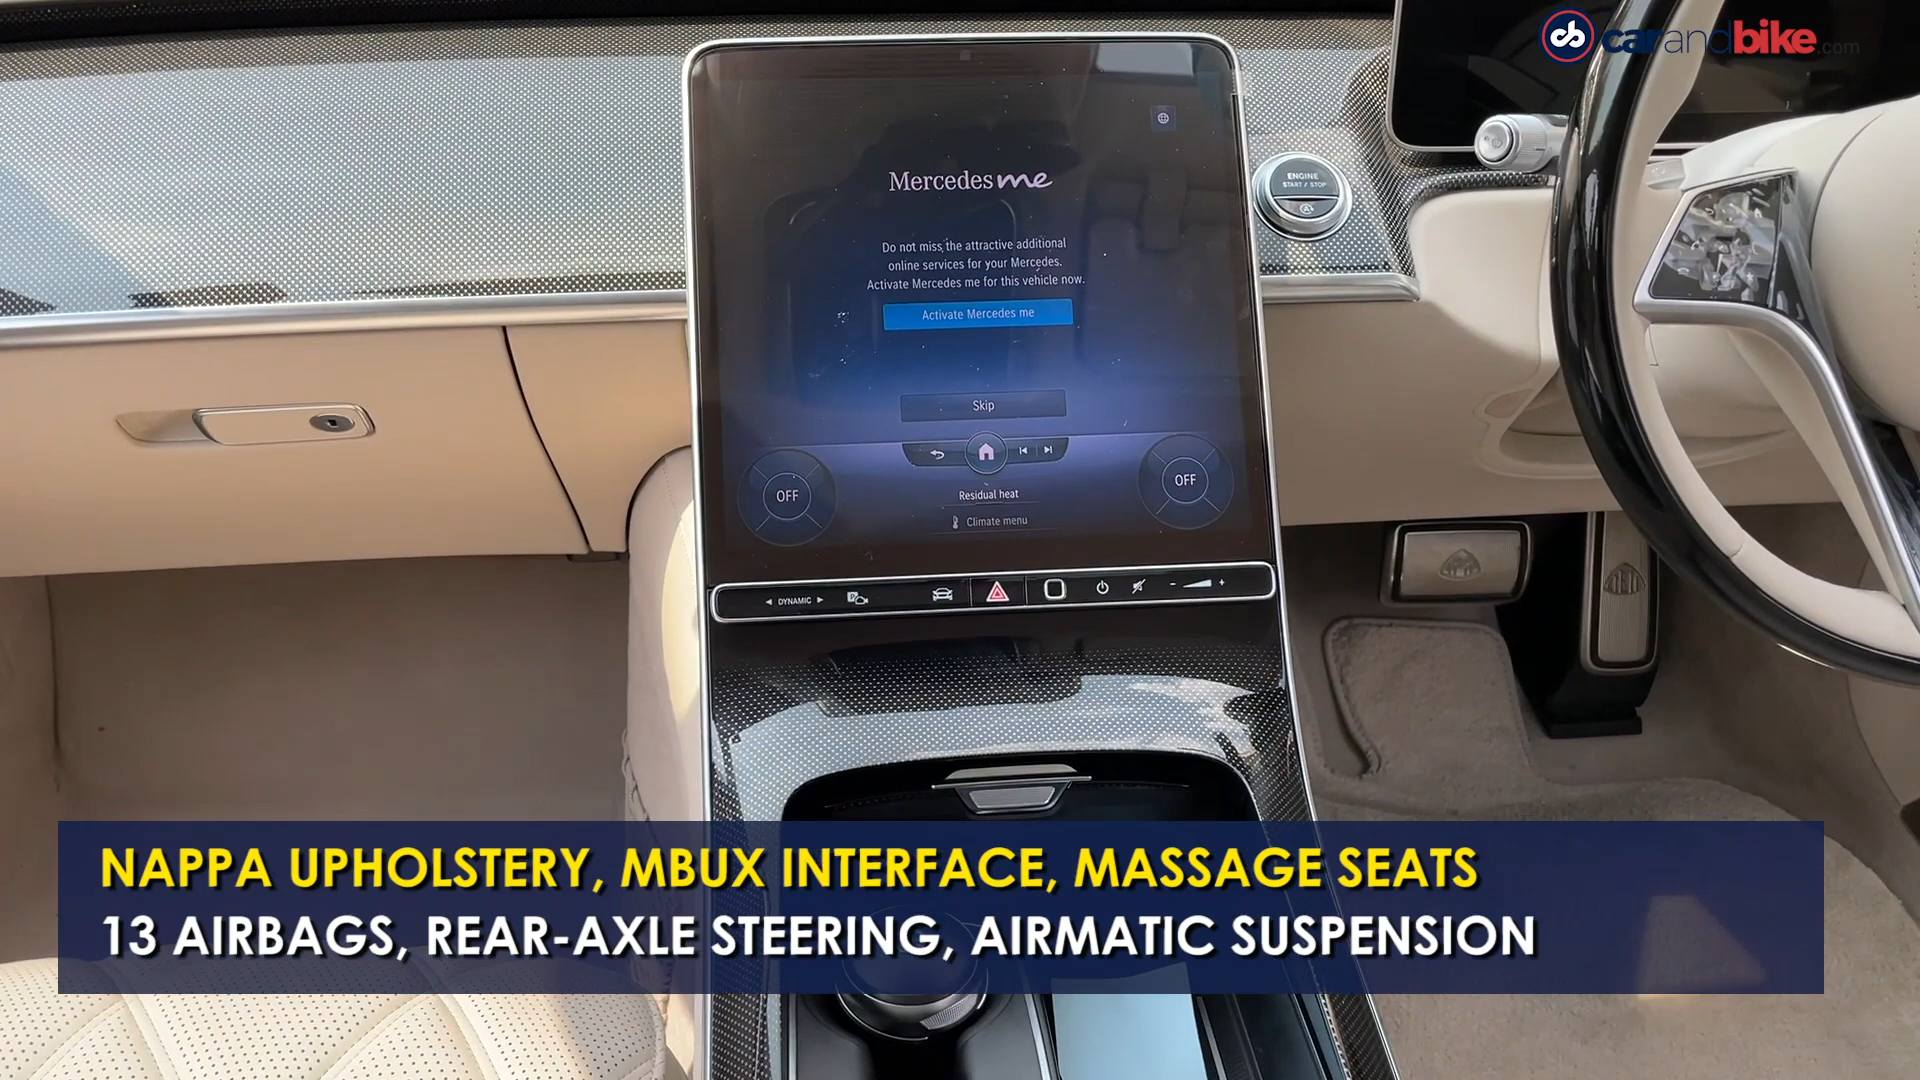 carandbike.com
Mercedes me
ENGINE
START / STOP
Do not miss the attractive additional
online services for your Mercedes.
Activate Mercedes me for this vehicle now.
Activate Mercedes me
Skip
OFF
OFF
Residual heat
Climate menu
◄ DYNAMIC ►
NAPPA UPHOLSTERY, MBUX INTERFACE, MASSAGE SEATS
13 AIRBAGS, REAR-AXLE STEERING, AIRMATIC SUSPENSION